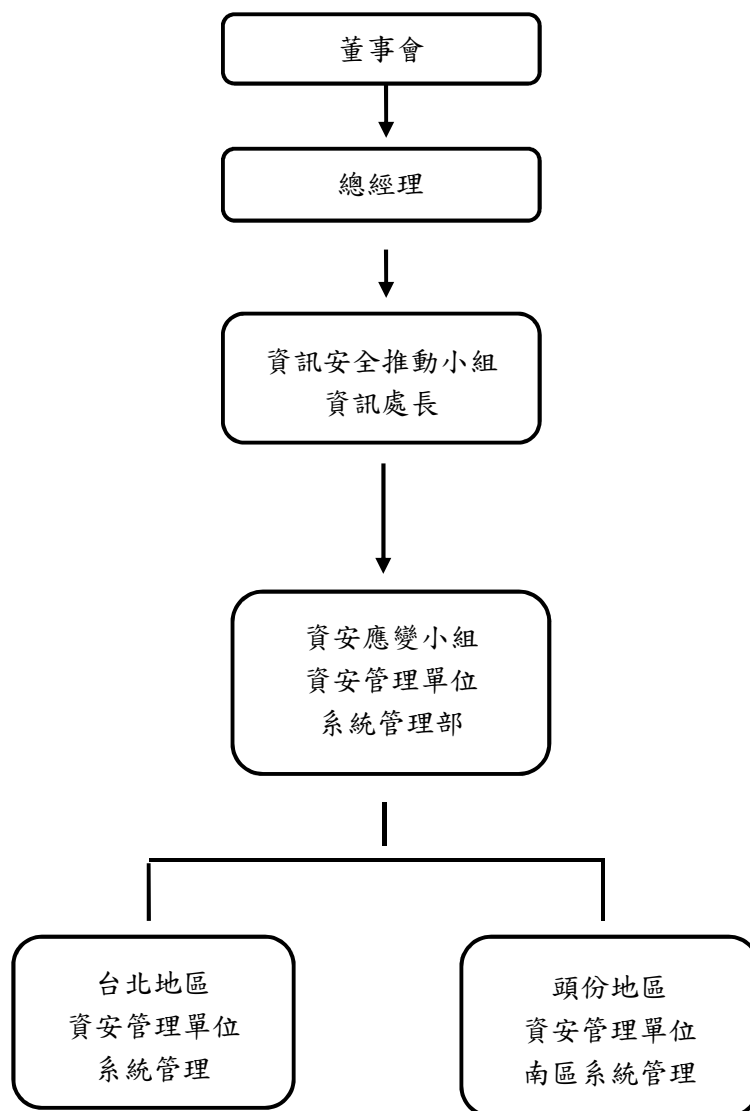 董事會
總經理
資訊安全推動小組
資訊處長
資安應變小組
資安管理單位
系統管理部
台北地區
資安管理單位
系統管理
頭份地區
資安管理單位
南區系統管理